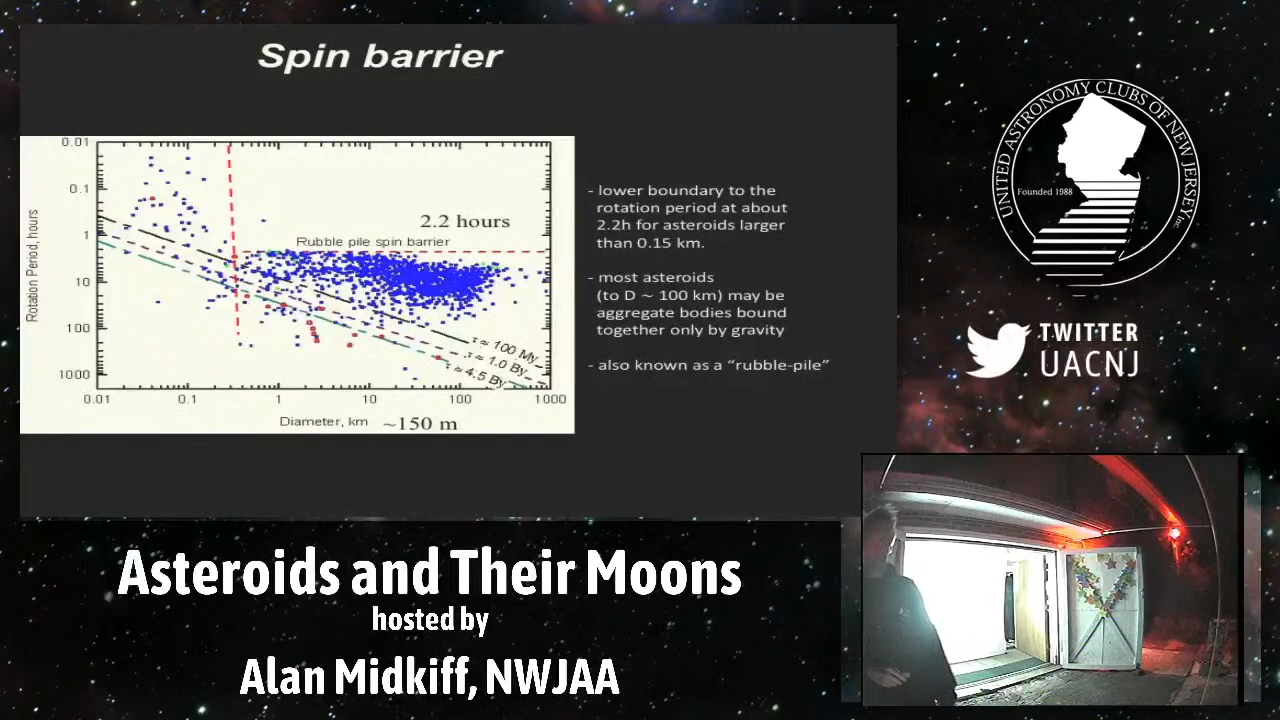 Spin barrier
0.01
0.1
1
10
100
1000
Rotation Period, hours
2.2 hours
Rubble pile spin barrier
τ ≈ 100 My
τ ≈ 1.0 By
τ ≈ 4.5 By
0.01 0.1 1 10 100 1000
Diameter, km ~150 m
- lower boundary to the
rotation period at about
2.2h for asteroids larger
than 0.15 km.
- most asteroids
(to D ~ 100 km) may be
aggregate bodies bound
together only by gravity
- also known as a “rubble-pile”
UNITED ASTRONOMY CLUBS OF NEW JERSEY Inc.
Founded 1988
TWITTER
UACNJ
Asteroids and Their Moons
hosted by
Alan Midkiff, NWJAA